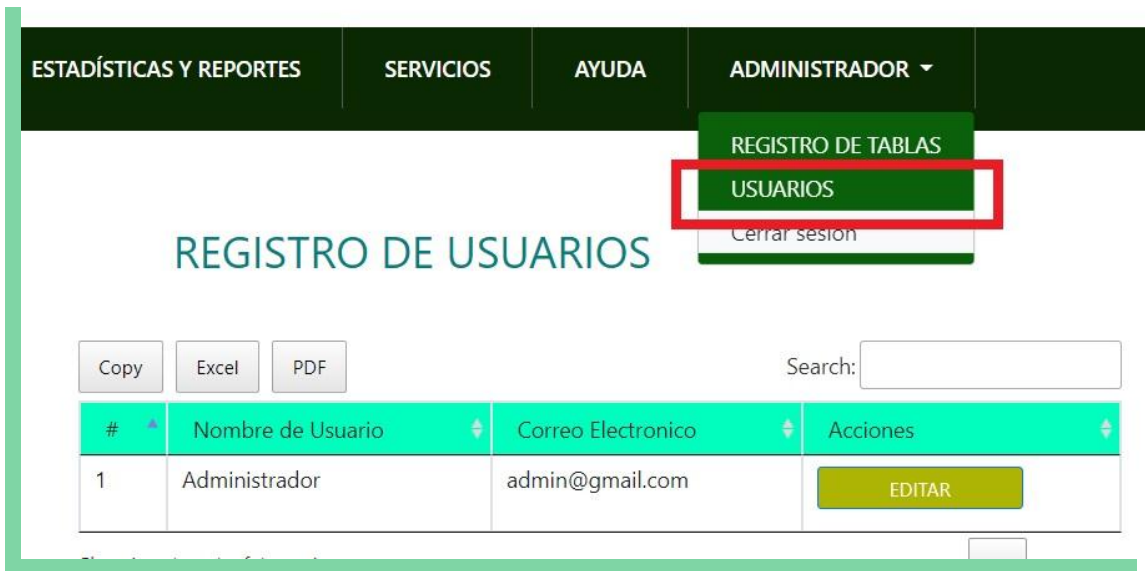 ESTADÍSTICAS Y REPORTES SERVICIOS AYUDA ADMINISTRADOR
REGISTRO DE TABLAS
USUARIOS
Cerrar sesión
REGISTRO DE USUARIOS
Copy Excel PDF Search:
# Nombre de Usuario Correo Electronico Acciones
1 Administrador admin@gmail.com EDITAR